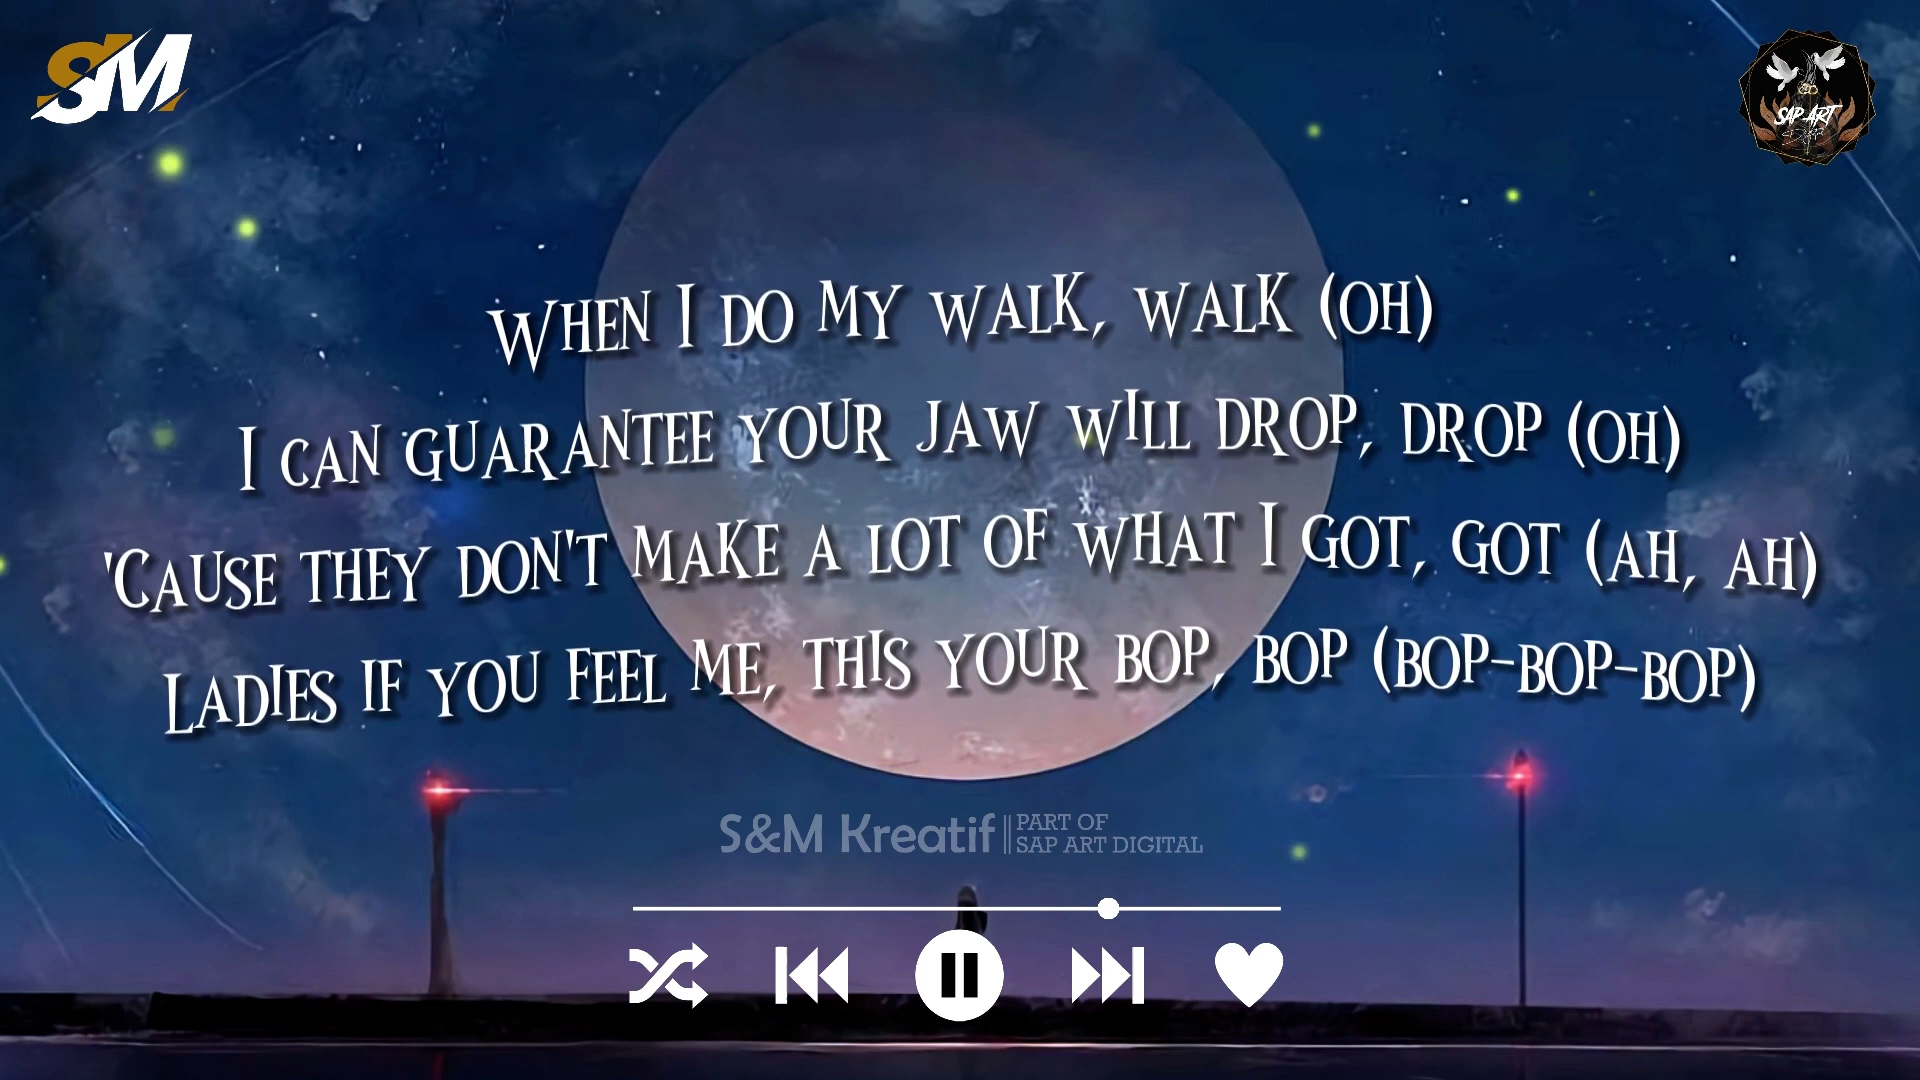 SM
SAP ART
When I do my walk, walk (oh)
I can guarantee your jaw will drop, drop (oh)
'Cause they don't make a lot of what I got, got (ah, ah)
Ladies if you feel me, this your bop, bop (bop-bop-bop)
S&M Kreatif
PART OF
SAP ART DIGITAL